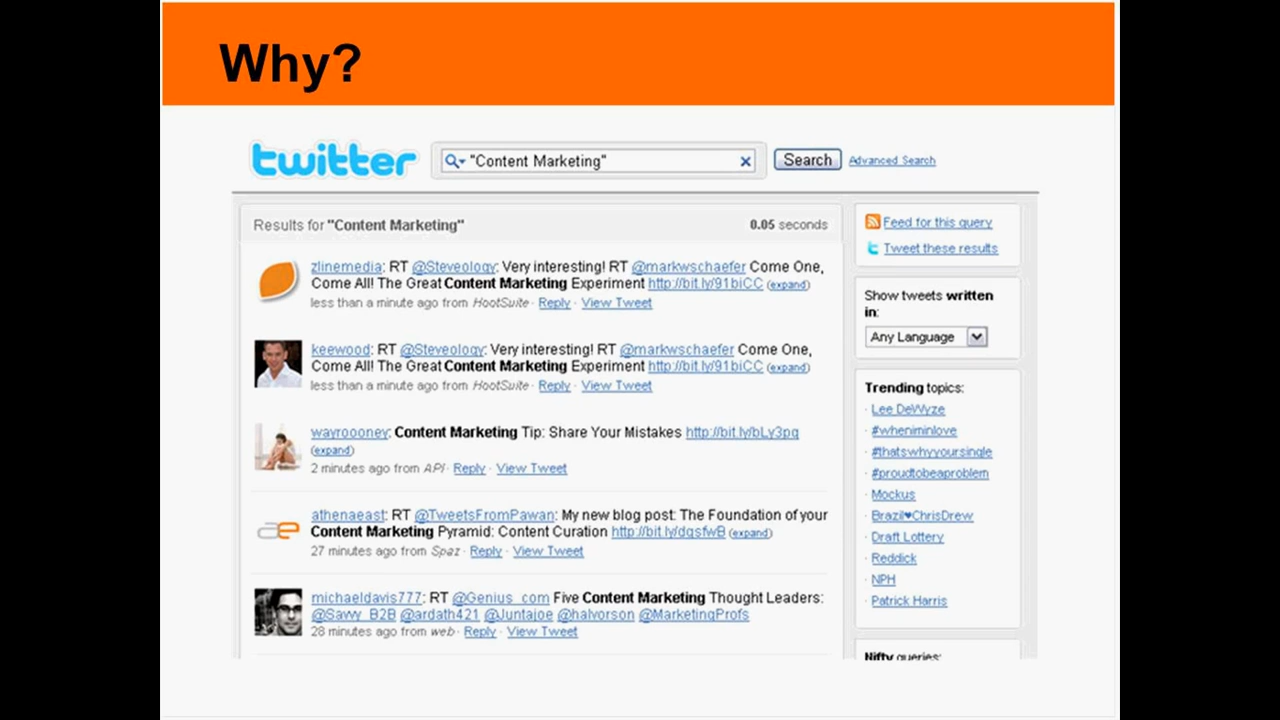 Why?
twitter
"Content Marketing"
Search
Advanced Search
Results for "Content Marketing"
0.05 seconds
zlinemedia: RT @Steveology: Very interesting! RT @markwschaefer Come One,
Come All! The Great Content Marketing Experiment http://bit.ly/91biCC (expand)
less than a minute ago from HootSuite · Reply · View Tweet
keewood: RT @Steveology: Very interesting! RT @markwschaefer Come One,
Come All! The Great Content Marketing Experiment http://bit.ly/91biCC (expand)
less than a minute ago from HootSuite · Reply · View Tweet
wayroooney: Content Marketing Tip: Share Your Mistakes http://bit.ly/bLy3pq
(expand)
2 minutes ago from API · Reply · View Tweet
ae
athenaeast: RT @TweetsFromPawan: My new blog post: The Foundation of your
Content Marketing Pyramid: Content Curation http://bit.ly/dqsfwB (expand)
27 minutes ago from Spaz · Reply · View Tweet
michaeldavis777: RT @Genius_com Five Content Marketing Thought Leaders:
@Savvy_B2B @ardath421 @Juntajoe @halvorson @MarketingProfs
28 minutes ago from web · Reply · View Tweet
Feed for this query
Tweet these results
Show tweets written
in:
Any Language
Trending topics:
· Lee DeWyze
· #wheniminlove
· #thatswhyyoursingle
· #proudtobeaproblem
· Mockus
· Brazil♥ChrisDrew
· Draft Lottery
· Reddick
· NPH
· Patrick Harris
Nifty queries: